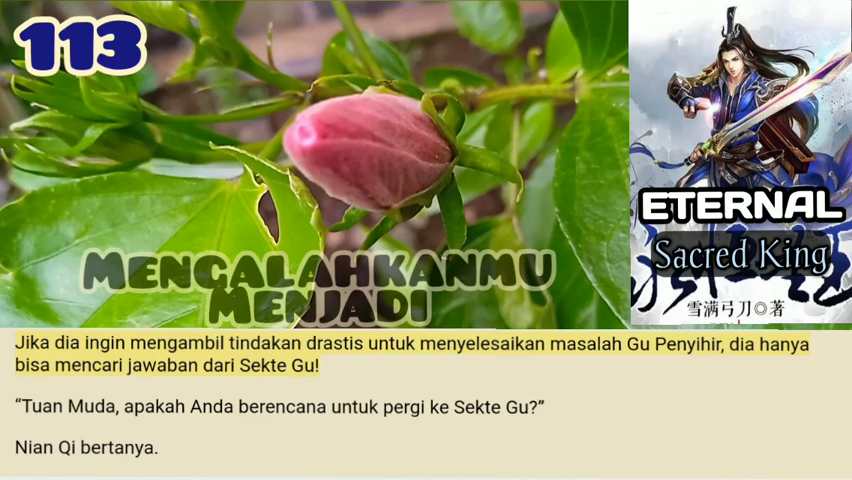 113
ETERNAL
Sacred King
雪满弓刀◎著
MENGALAHKANMU
MENJADI
Jika dia ingin mengambil tindakan drastis untuk menyelesaikan masalah Gu Penyihir, dia hanya
bisa mencari jawaban dari Sekte Gu!
“Tuan Muda, apakah Anda berencana untuk pergi ke Sekte Gu?”
Nian Qi bertanya.